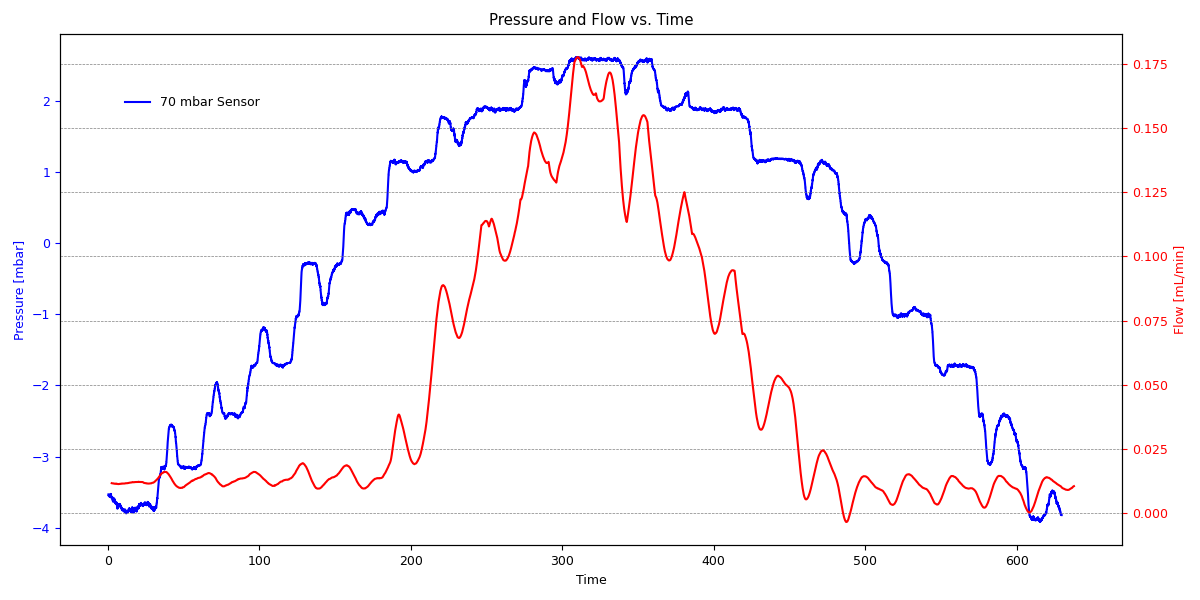 Pressure and Flow vs. Time
70 mbar Sensor
Pressure [mbar]
2
1
0
−1
−2
−3
−4
0.175
0.150
0.125
0.100
0.075
0.050
0.025
0.000
Flow [mL/min]
0 100 200 300 400 500 600
Time